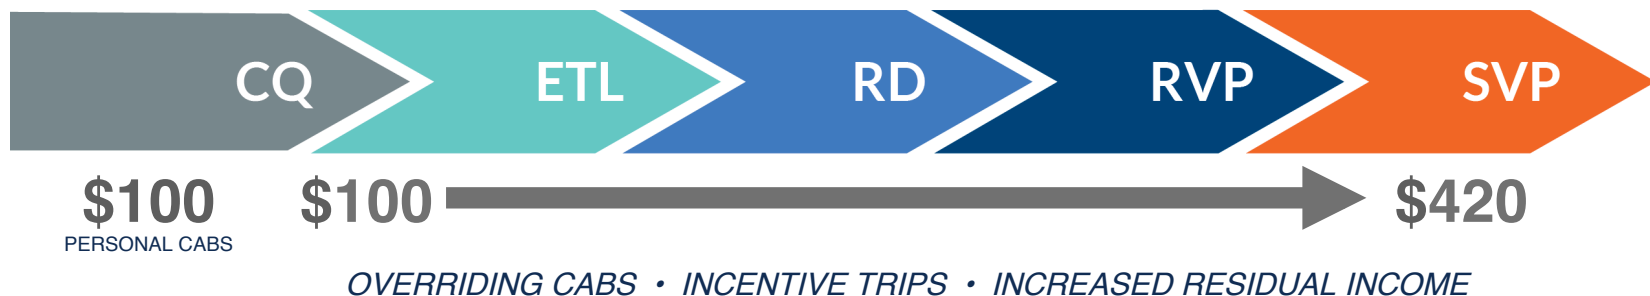 CQ ETL RD RVP SVP
$100 $100 $420
PERSONAL CABS
OVERRIDING CABS • INCENTIVE TRIPS • INCREASED RESIDUAL INCOME